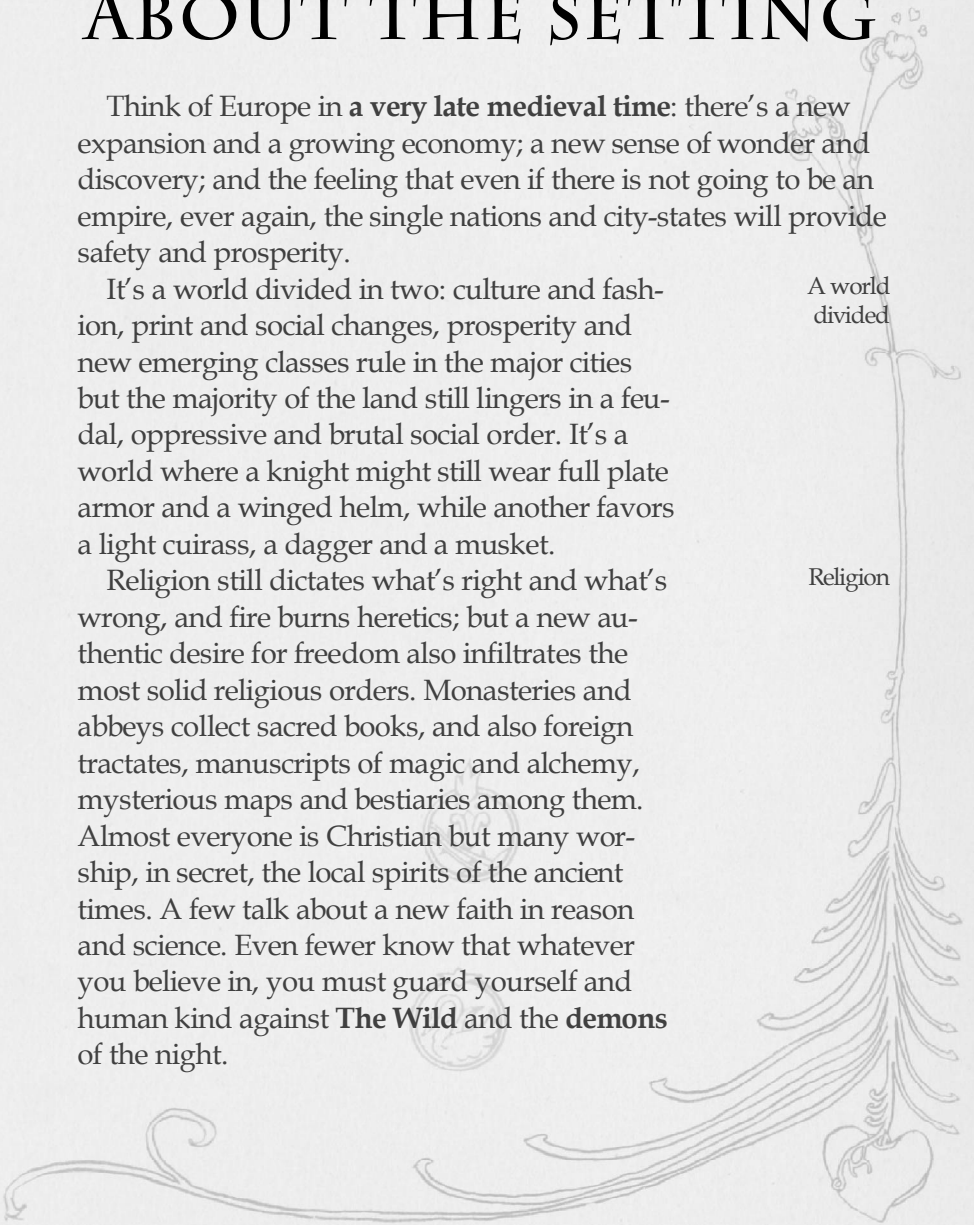 ABOUT THE SETTING
Think of Europe in a very late medieval time: there's a new
expansion and a growing economy; a new sense of wonder and
discovery; and the feeling that even if there is not going to be an
empire, ever again, the single nations and city-states will provide
safety and prosperity.
It's a world divided in two: culture and fash-
ion, print and social changes, prosperity and
new emerging classes rule in the major cities
but the majority of the land still lingers in a feu-
dal, oppressive and brutal social order. It's a
world where a knight might still wear full plate
armor and a winged helm, while another favors
a light cuirass, a dagger and a musket.
A world
divided
Religion still dictates what's right and what's
wrong, and fire burns heretics; but a new au-
thentic desire for freedom also infiltrates the
most solid religious orders. Monasteries and
abbeys collect sacred books, and also foreign
tractates, manuscripts of magic and alchemy,
mysterious maps and bestiaries among them.
Almost everyone is Christian but many wor-
ship, in secret, the local spirits of the ancient
times. A few talk about a new faith in reason
and science. Even fewer know that whatever
you believe in, you must guard yourself and
human kind against The Wild and the demons
of the night.
Religion